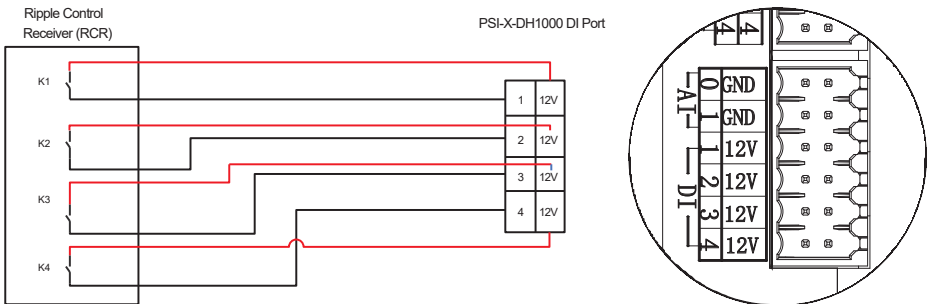 Ripple Control
Receiver (RCR)
PSI-X-DH1000 DI Port
K1
K2
K3
K4
1 12V
2 12V
3 12V
4 12V
4 4
AI
0 GND
1 GND
DI
1 12V
2 12V
3 12V
4 12V